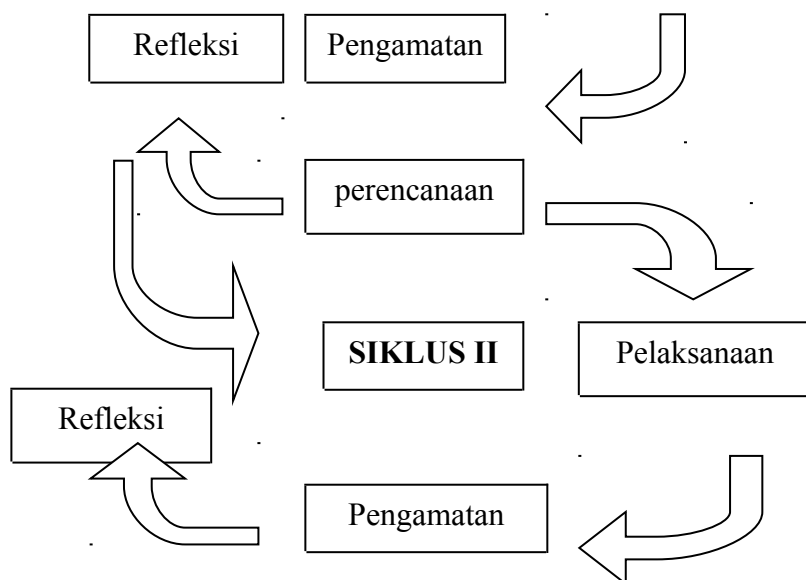 Refleksi
Pengamatan
perencanaan
SIKLUS II
Pelaksanaan
Refleksi
Pengamatan